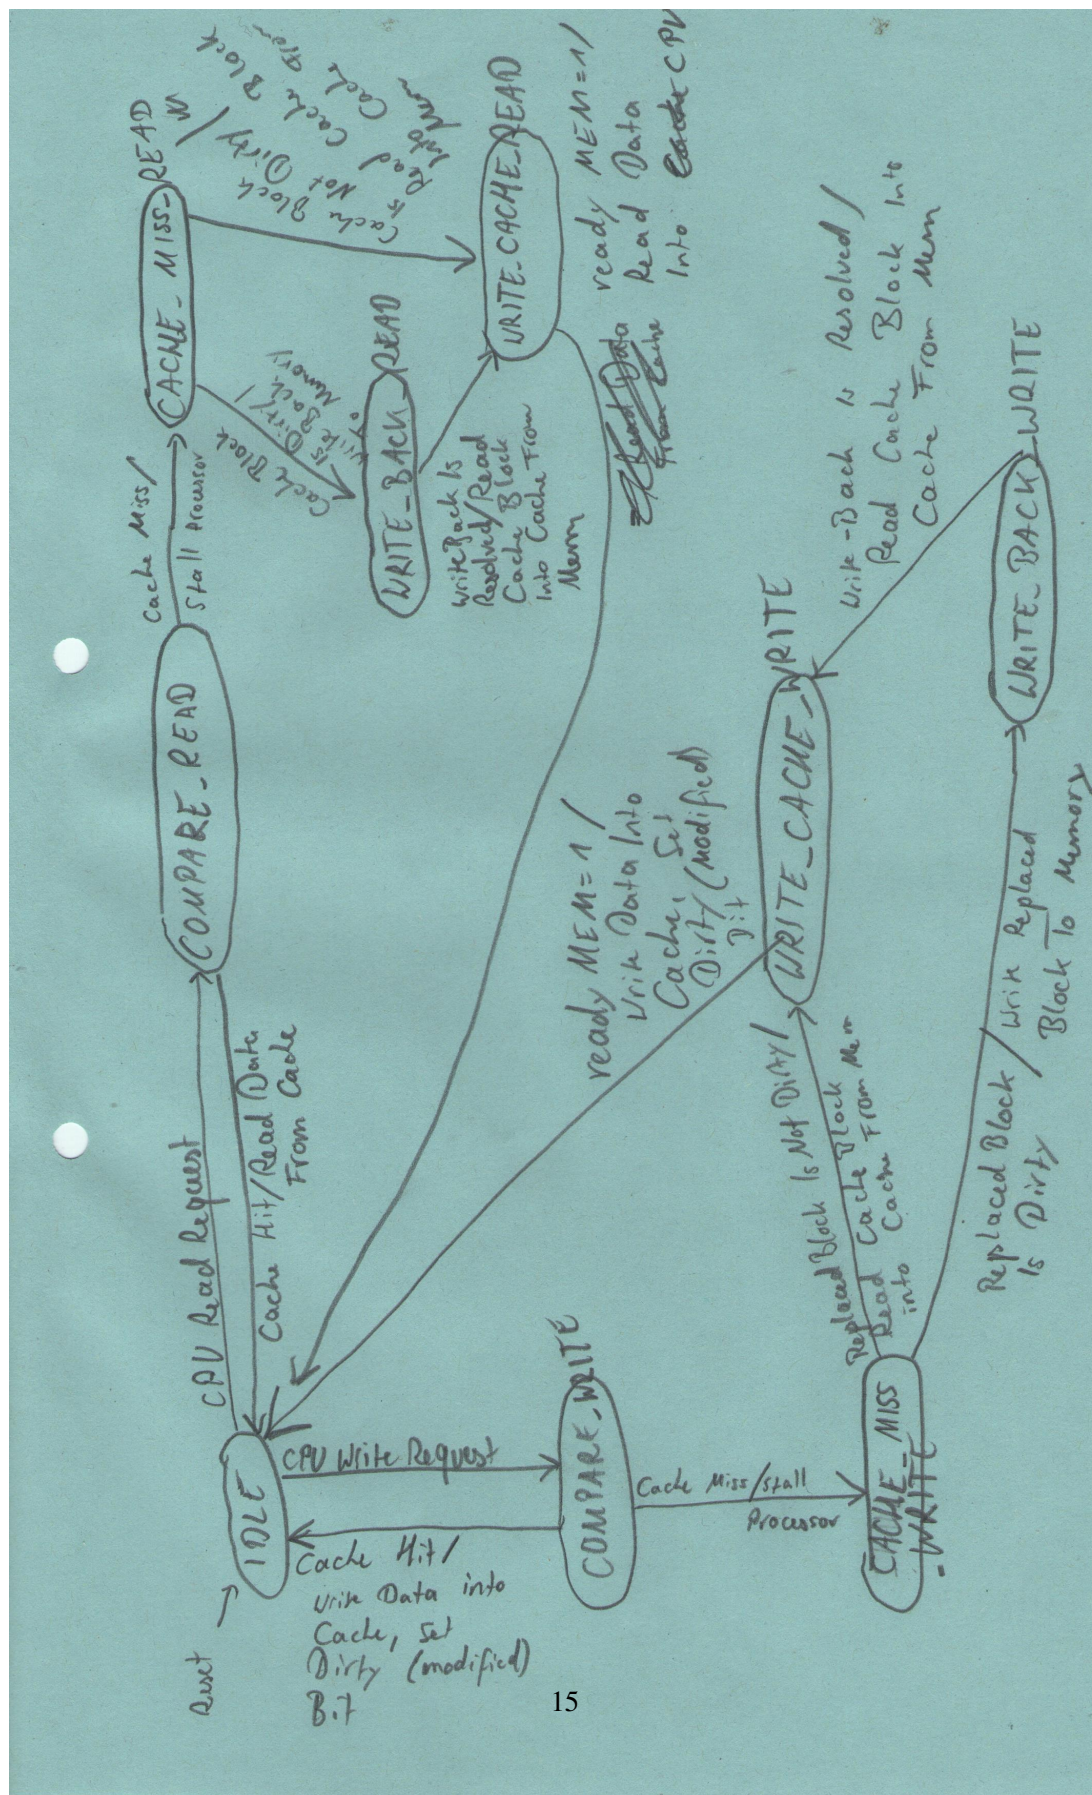 Reset
IDLE
CPU Read Request
Cache Hit/Read Data
From Cache
COMPARE_READ
Cache Miss/
Stall Processor
CACHE_MISS_READ
Cache Block
Is Dirty/
Write Back
To Memory
Cache Block
Is Not Dirty/
Read Cache Block
Into Cache From
Mem
WRITE_BACK_READ
Write Back Is
Resolved/Read
Cache Block
Into Cache From
Mem
WRITE_CACHE_READ
ready MEM=1/
Read Data
Into CPU
CPU Write Request
Cache Hit/
Write Data into
Cache, Set
Dirty (modified)
Bit
COMPARE_WRITE
Cache Miss/Stall
Processor
CACHE_MISS
_WRITE
Replaced Block Is Not Dirty/
Read Cache Block
into Cache From Mem
WRITE_CACHE_WRITE
ready MEM=1/
Write Data Into
Cache, Set
Dirty (modified)
Bit
Replaced Block / Write Replaced
Is Dirty Block To Memory
WRITE_BACK_WRITE
Write-Back is Resolved/
Read Cache Block Into
Cache From Mem
15